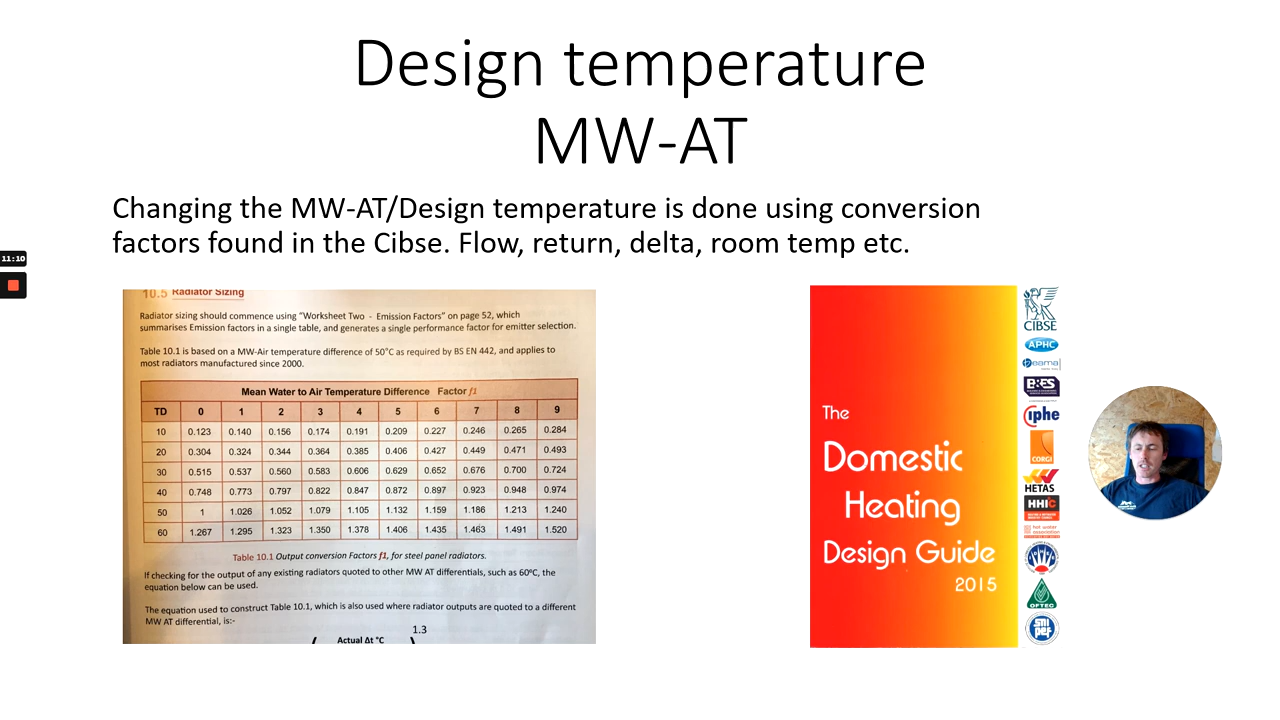 Design temperature
MW-AT
Changing the MW-AT/Design temperature is done using conversion
factors found in the Cibse. Flow, return, delta, room temp etc.
11:10
10.5 Radiator Sizing
Radiator sizing should commence using "Worksheet Two - Emission Factors" on page 52, which
summarises Emission factors in a single table, and generates a single performance factor for emitter selection.
Table 10.1 is based on a MW-Air temperature difference of 50°C as required by BS EN 442, and applies to
most radiators manufactured since 2000.
Mean Water to Air Temperature Difference Factor f1
TD 0 1 2 3 4 5 6 7 8 9
10 0.123 0.140 0.156 0.174 0.191 0.209 0.227 0.246 0.265 0.284
20 0.304 0.324 0.344 0.364 0.385 0.406 0.427 0.449 0.471 0.493
30 0.515 0.537 0.560 0.583 0.606 0.629 0.652 0.676 0.700 0.724
40 0.748 0.773 0.797 0.822 0.847 0.872 0.897 0.923 0.948 0.974
50 1 1.026 1.052 1.079 1.105 1.132 1.159 1.186 1.213 1.240
60 1.267 1.295 1.323 1.350 1.378 1.406 1.435 1.463 1.491 1.520
Table 10.1 Output conversion Factors f1, for steel panel radiators.
If checking for the output of any existing radiators quoted to other MW AT differentials, such as 60°C, the
equation below can be used.
The equation used to construct Table 10.1, which is also used where radiator outputs are quoted to a different
MW AT differential, is:-
1.3
( Actual Δt °C )
The
Domestic
Heating
Design Guide
2015
CIBSE
APHC
beama
B&ES
ciphe
CORGI
HETAS
HHIC
hot water
association
OFTEC
snipef